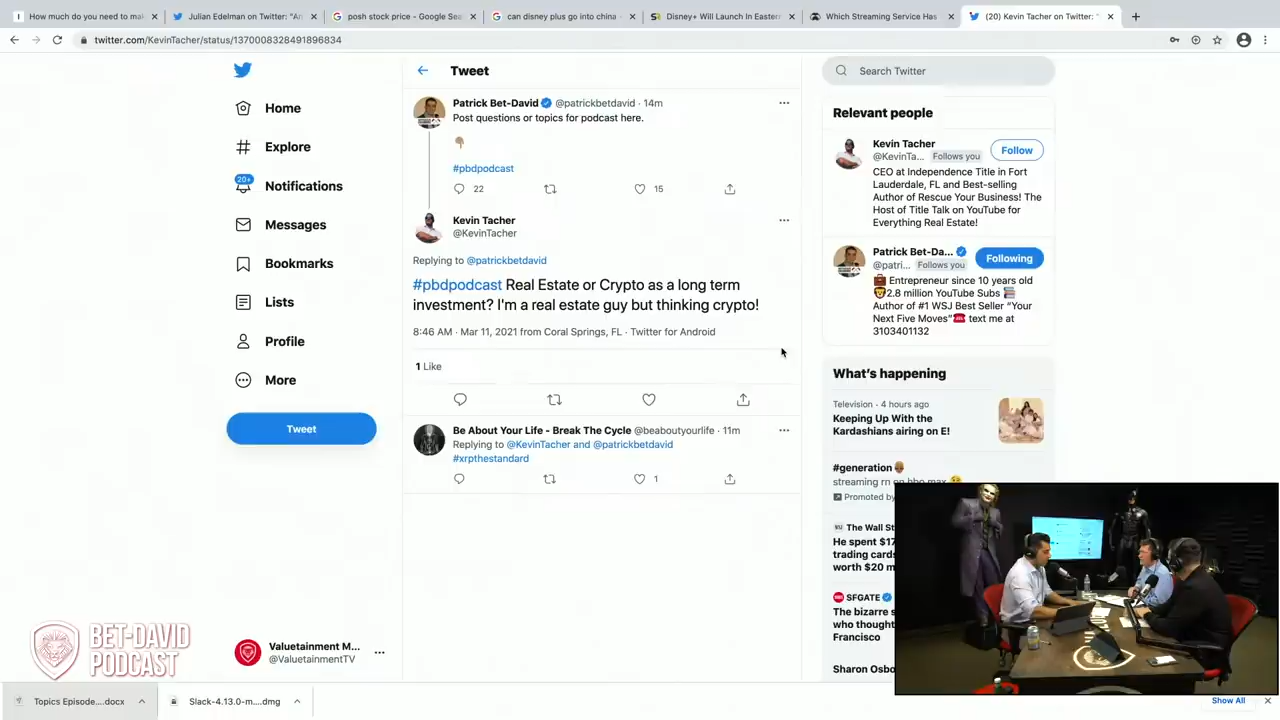 How much do you need to mak
Julian Edelman on Twitter: "An
posh stock price - Google Sea
can disney plus go into china -
Disney+ Will Launch In Eastern
Which Streaming Service Has
(20) Kevin Tacher on Twitter: "
twitter.com/KevinTacher/status/1370008328491896834
Home
Explore
20+
Notifications
Messages
Bookmarks
Lists
Profile
More
Tweet
Valuetainment M...
@ValuetainmentTV
Tweet
Patrick Bet-David @patrickbetdavid · 14m
Post questions or topics for podcast here.
#pbdpodcast
22
15
Kevin Tacher
@KevinTacher
Replying to @patrickbetdavid
#pbdpodcast Real Estate or Crypto as a long term
investment? I'm a real estate guy but thinking crypto!
8:46 AM · Mar 11, 2021 from Coral Springs, FL · Twitter for Android
1 Like
Be About Your Life - Break The Cycle @beaboutyourlife · 11m
Replying to @KevinTacher and @patrickbetdavid
#xrpthestandard
1
Search Twitter
Relevant people
Kevin Tacher
@KevinTa... Follows you
Follow
CEO at Independence Title in Fort
Lauderdale, FL and Best-selling
Author of Rescue Your Business! The
Host of Title Talk on YouTube for
Everything Real Estate!
Patrick Bet-Da...
@patri... Follows you
Following
Entrepreneur since 10 years old
2.8 million YouTube Subs
Author of #1 WSJ Best Seller "Your
Next Five Moves" text me at
3103401132
What's happening
Television · 4 hours ago
Keeping Up With the
Kardashians airing on E!
#generation
streaming rn on hbo max
Promoted by
The Wall St
He spent $17
trading cards
worth $20 m
SFGATE
The bizarre s
who thought
Francisco
Sharon Osbo
BET-DAVID
PODCAST
Topics Episode....docx
Slack-4.13.0-m....dmg
Show All